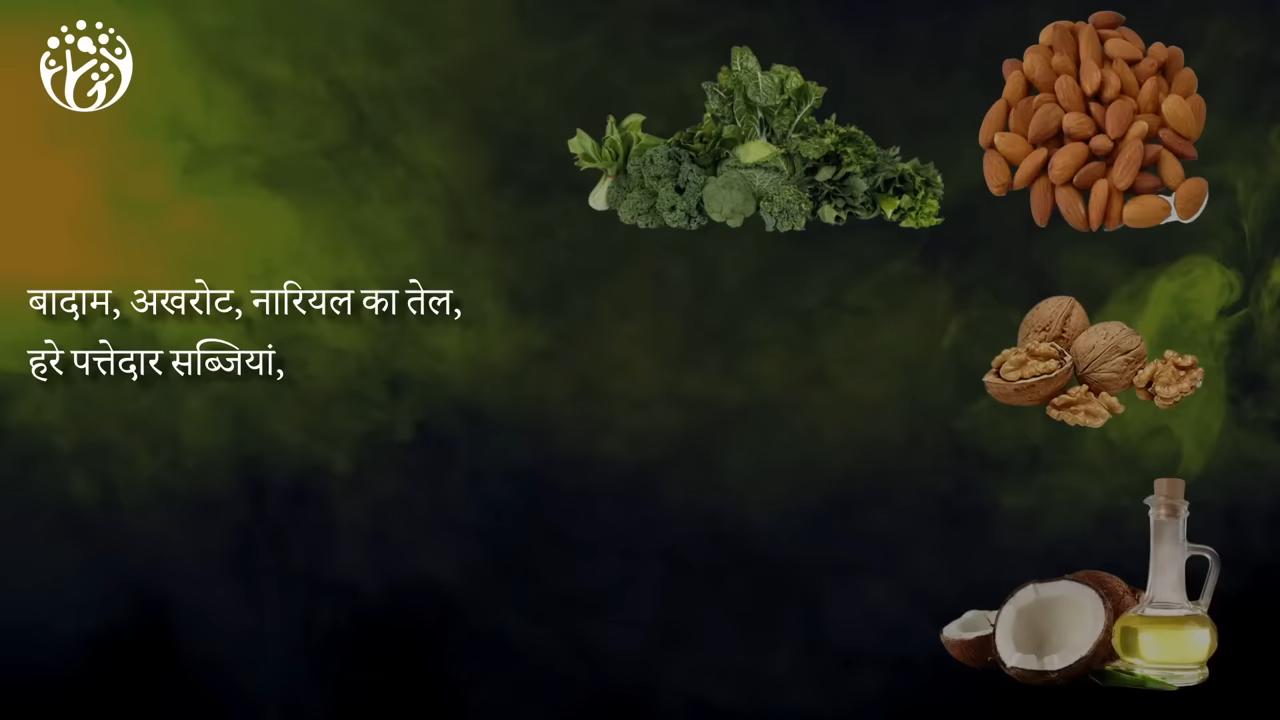 बादाम, अखरोट, नारियल का तेल,
हरे पत्तेदार सब्जियां,